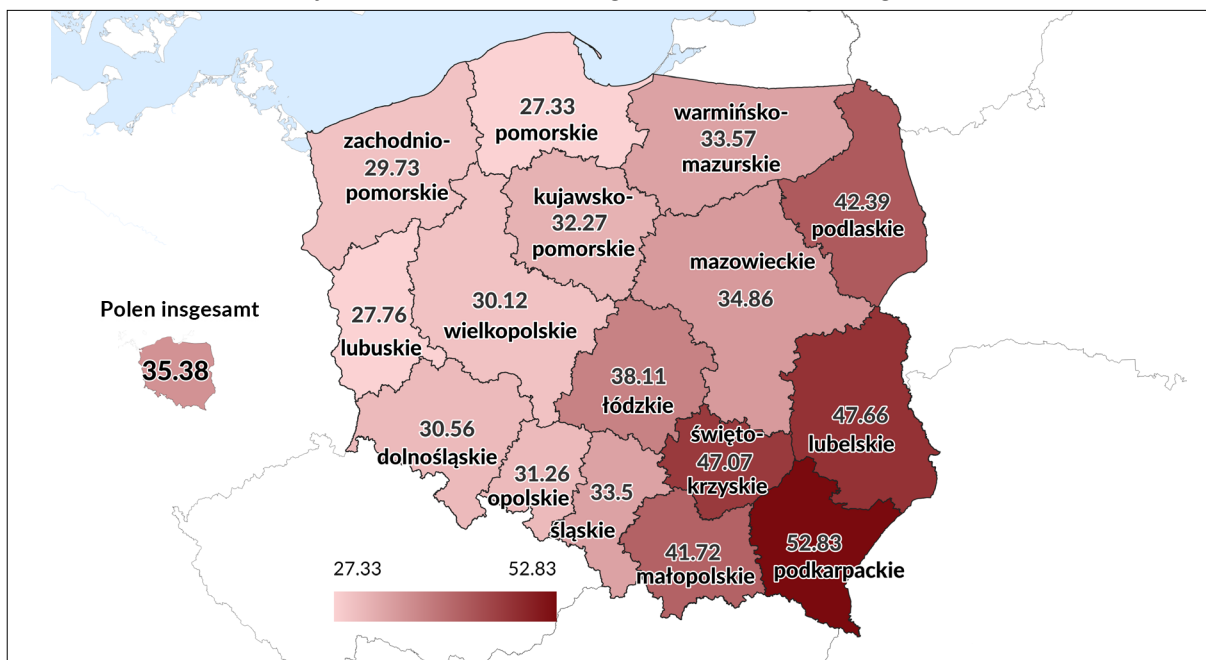 27.33
pomorskie
zachodnio-
29.73
pomorskie
warmińsko-
33.57
mazurskie
kujawsko-
32.27
pomorskie
42.39
podlaskie
mazowieckie
34.86
Polen insgesamt
35.38
27.76
lubuskie
30.12
wielkopolskie
38.11
łódzkie
47.66
lubelskie
30.56
dolnośląskie
31.26
opolskie
33.5
śląskie
święto-
47.07
krzyskie
41.72
małopolskie
52.83
podkarpackie
27.33
52.83